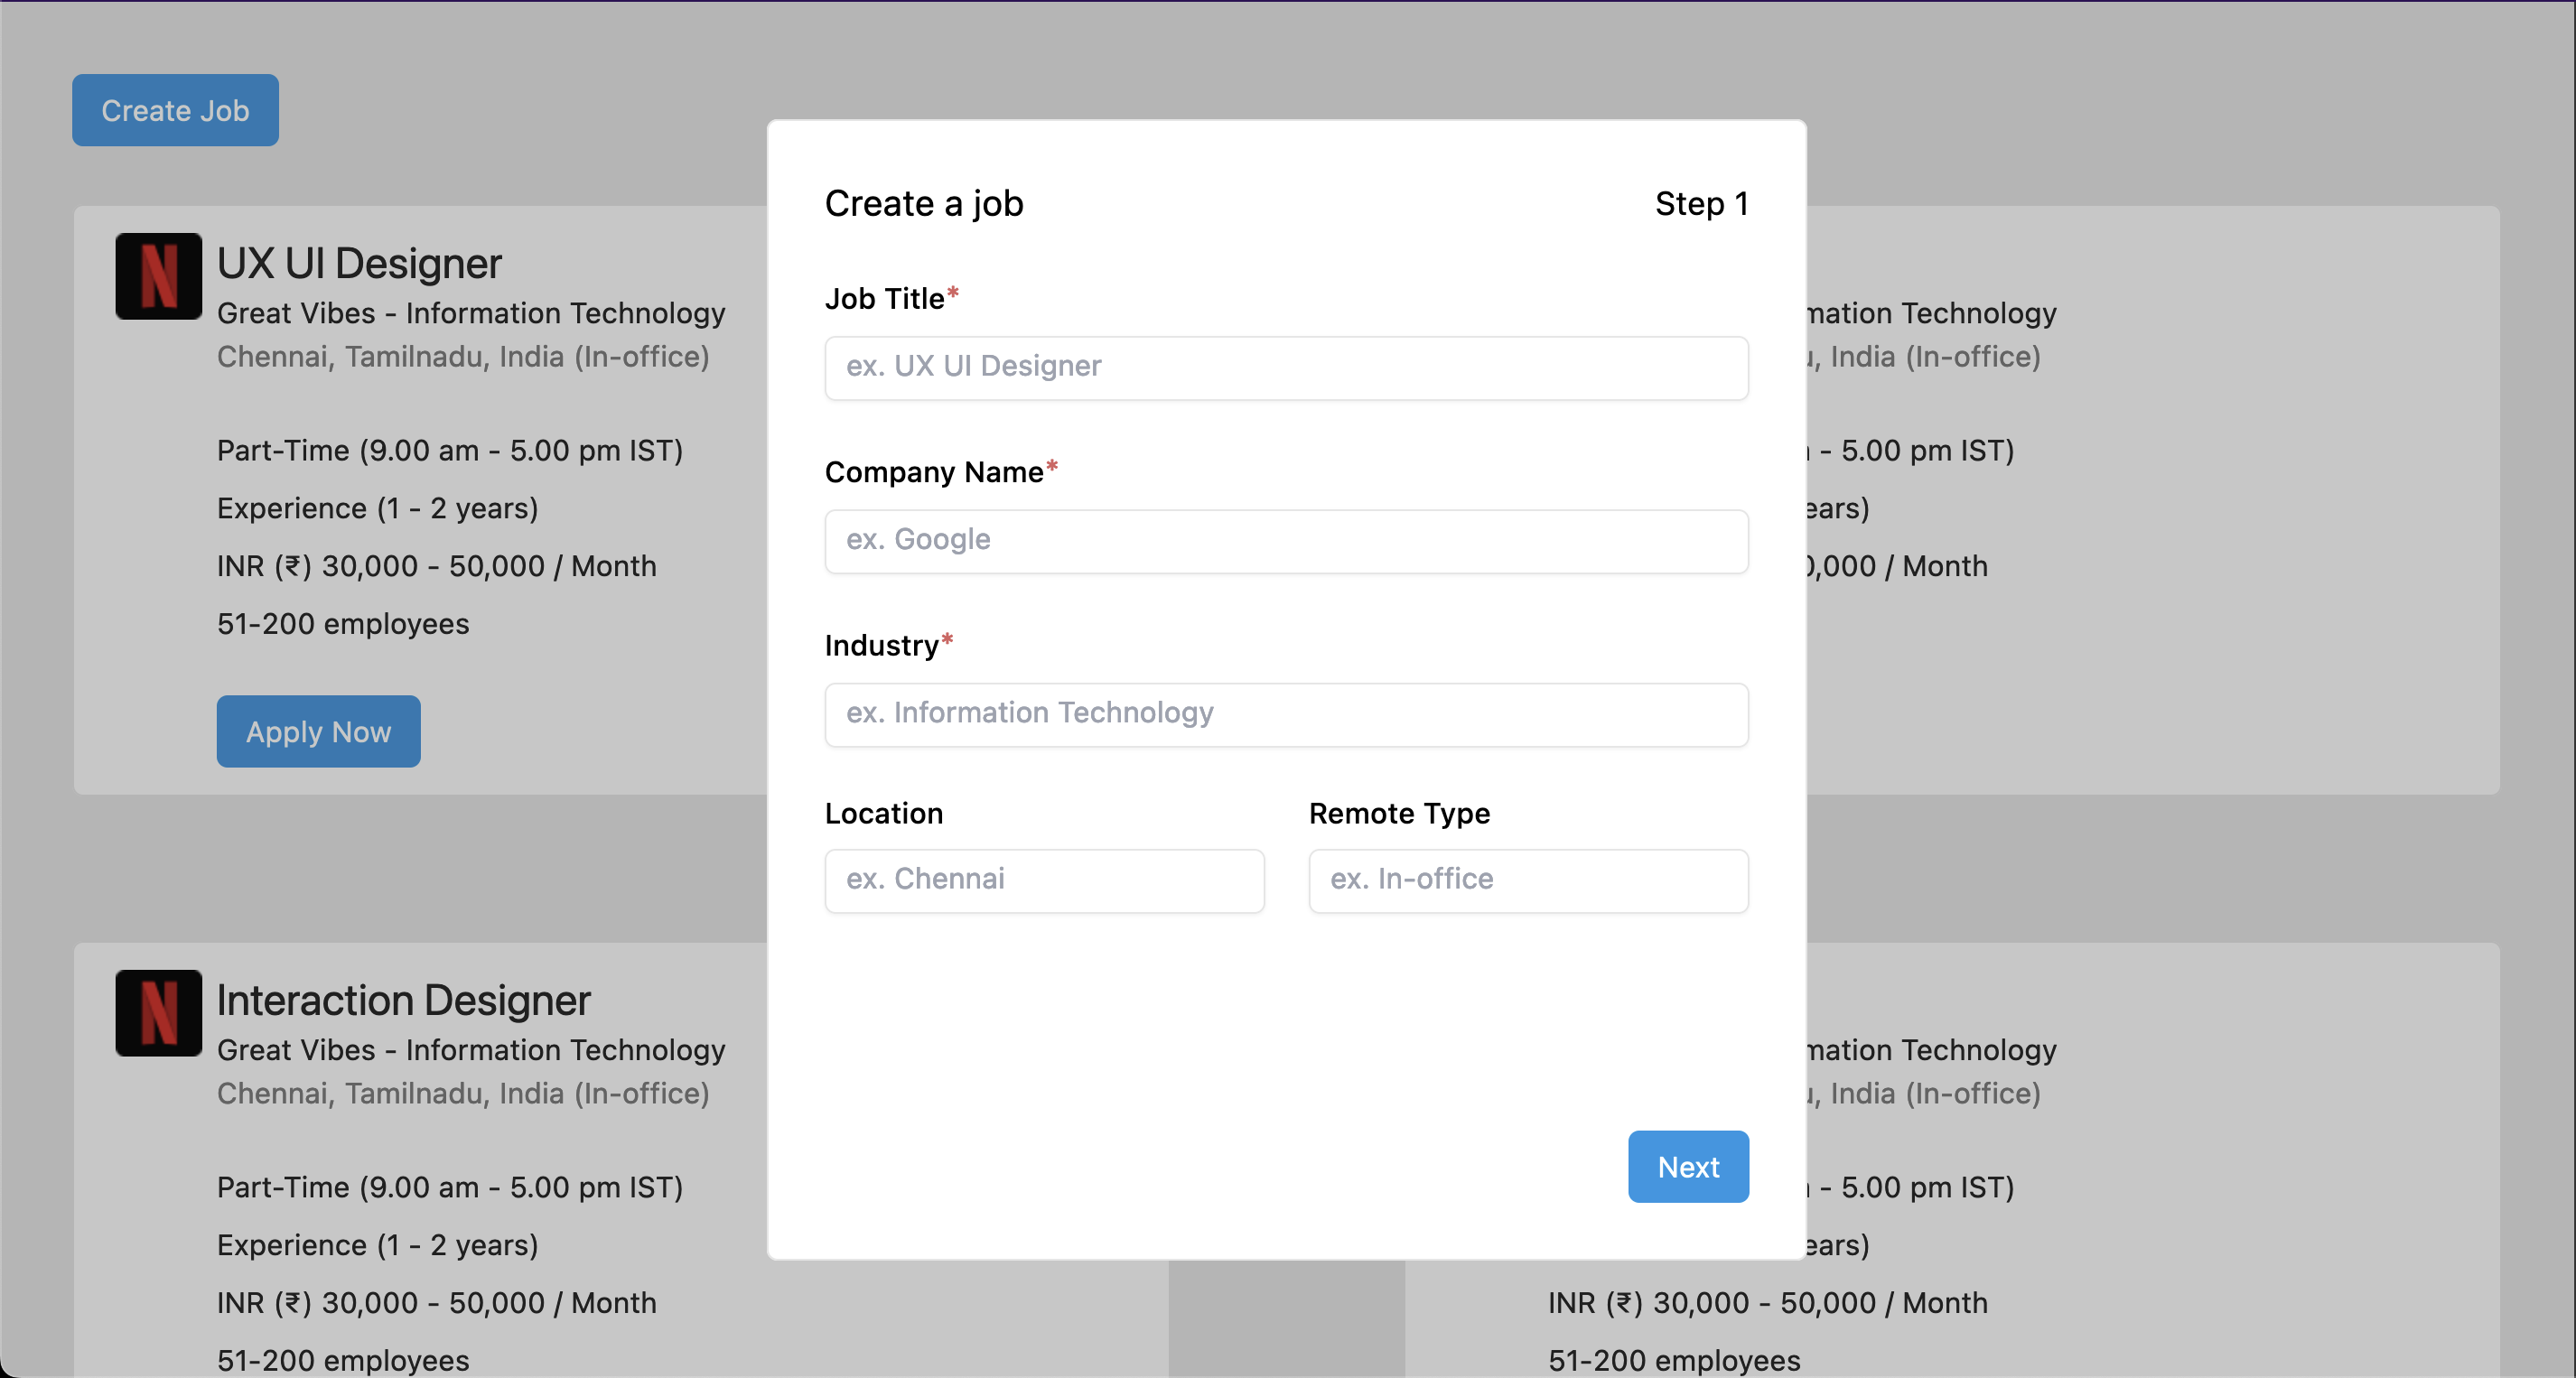 Create Job
UX UI Designer
Great Vibes - Information Technology
Chennai, Tamilnadu, India (In-office)
Part-Time (9.00 am - 5.00 pm IST)
Experience (1 - 2 years)
INR (₹) 30,000 - 50,000 / Month
51-200 employees
Apply Now
Interaction Designer
Great Vibes - Information Technology
Chennai, Tamilnadu, India (In-office)
Part-Time (9.00 am - 5.00 pm IST)
Experience (1 - 2 years)
INR (₹) 30,000 - 50,000 / Month
51-200 employees
Create a job
Step 1
Job Title*
ex. UX UI Designer
Company Name*
ex. Google
Industry*
ex. Information Technology
Location
Remote Type
ex. Chennai
ex. In-office
Next
Technology
India (In-office)
- 5.00 pm IST)
/ Month
Technology
India (In-office)
- 5.00 pm IST)
INR (₹) 30,000 - 50,000 / Month
51-200 employees